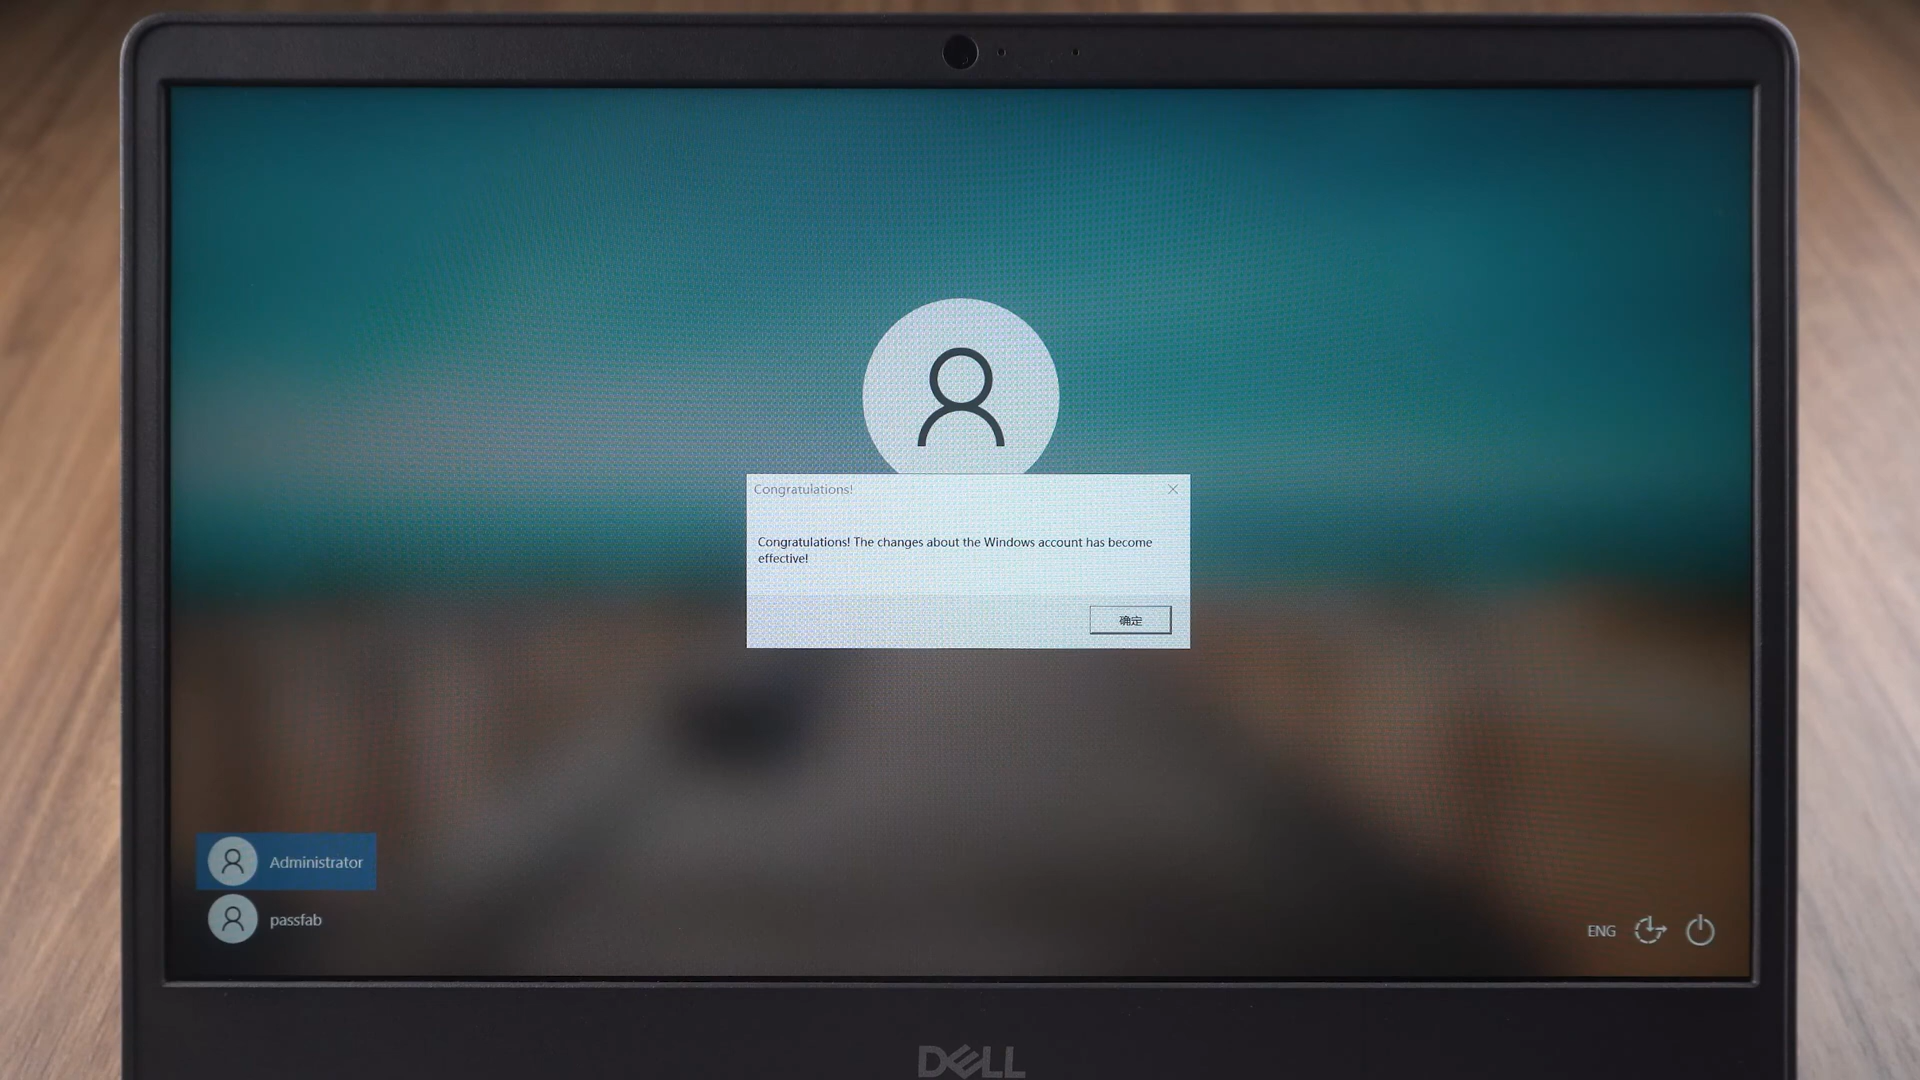 Congratulations!
Congratulations! The changes about the Windows account has become
effective!
确定
Administrator
passfab
ENG
DELL